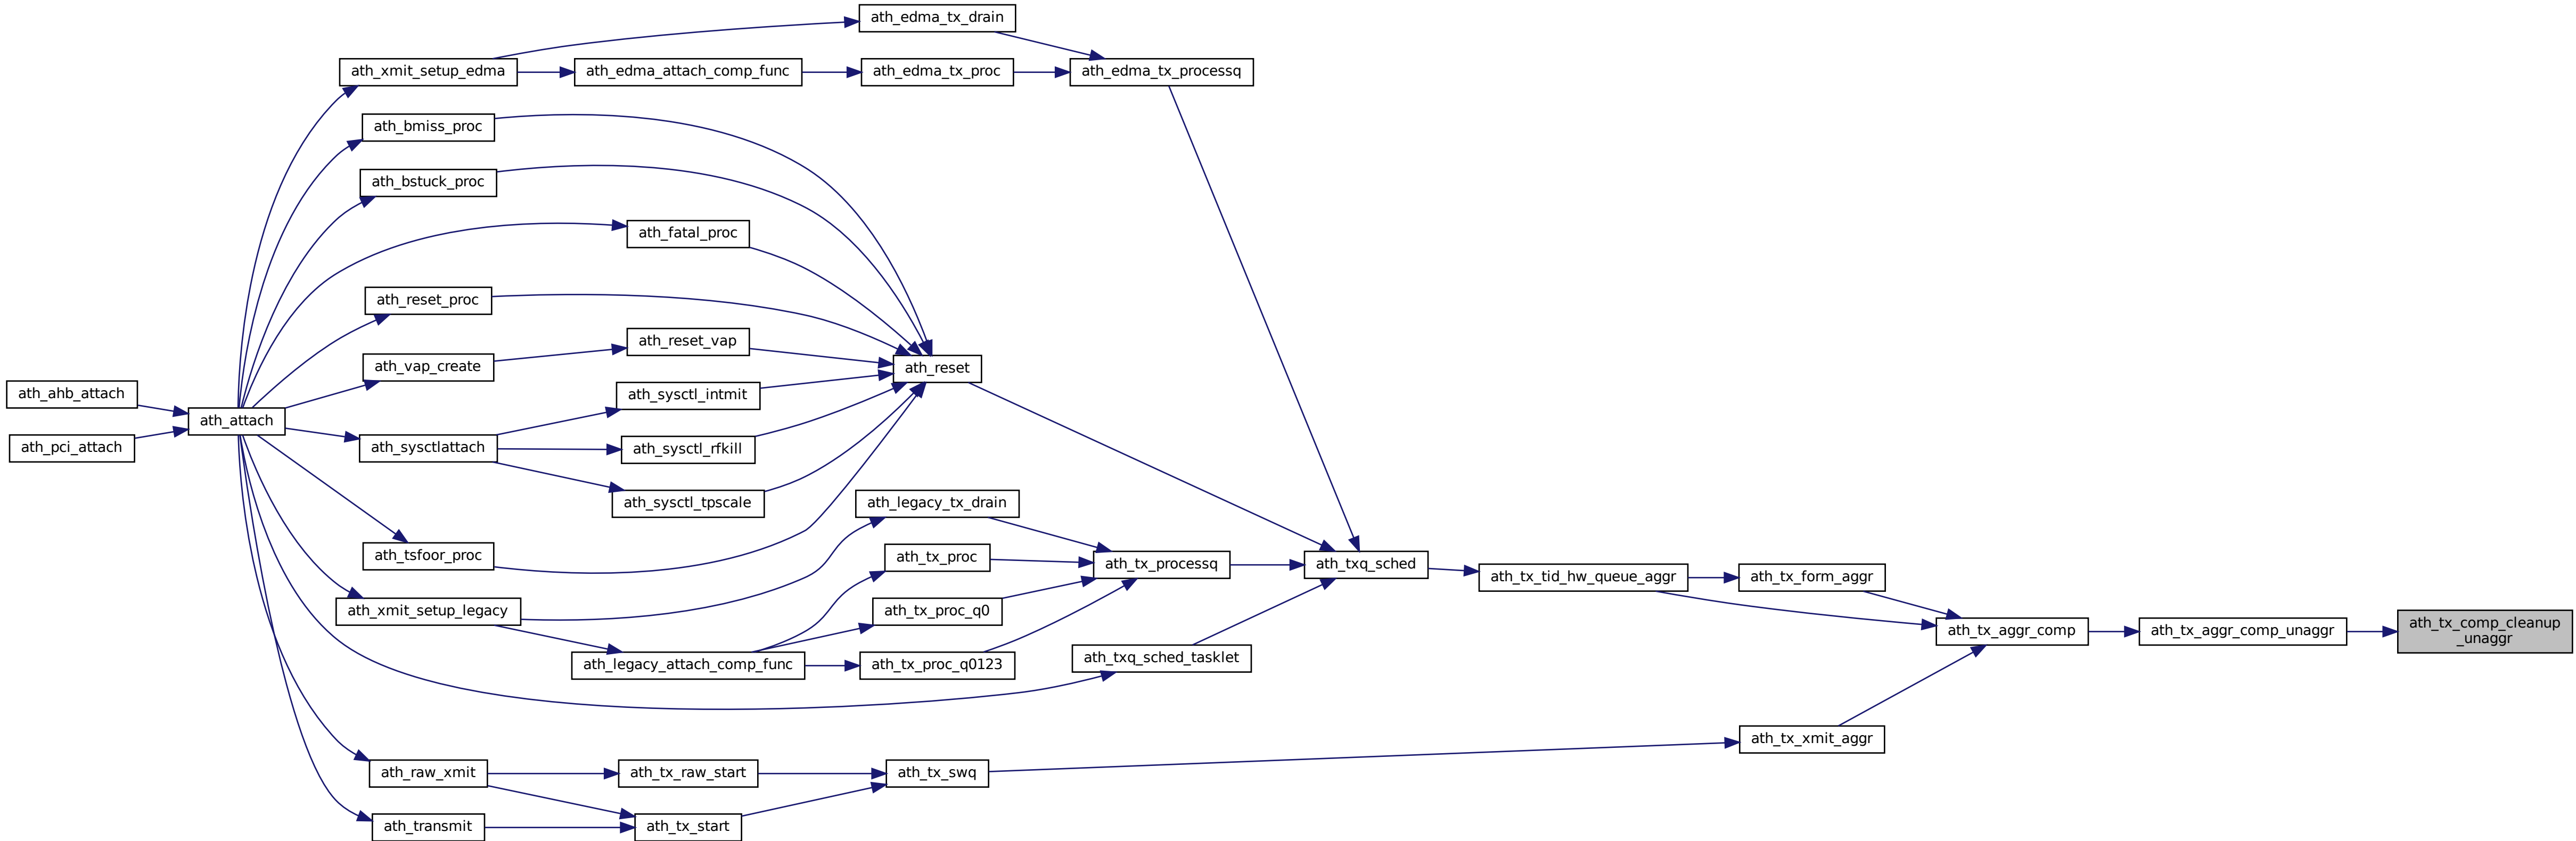 ath_edma_tx_drain
ath_xmit_setup_edma
ath_edma_attach_comp_func
ath_edma_tx_proc
ath_edma_tx_processq
ath_bmiss_proc
ath_bstuck_proc
ath_fatal_proc
ath_reset_proc
ath_reset_vap
ath_vap_create
ath_reset
ath_ahb_attach
ath_sysctl_intmit
ath_attach
ath_pci_attach
ath_sysctlattach
ath_sysctl_rfkill
ath_sysctl_tpscale
ath_legacy_tx_drain
ath_tsfoor_proc
ath_tx_proc
ath_tx_processq
ath_txq_sched
ath_tx_tid_hw_queue_aggr
ath_tx_form_aggr
ath_xmit_setup_legacy
ath_tx_proc_q0
ath_tx_aggr_comp
ath_tx_aggr_comp_unaggr
ath_tx_comp_cleanup
_unaggr
ath_legacy_attach_comp_func
ath_tx_proc_q0123
ath_txq_sched_tasklet
ath_tx_xmit_aggr
ath_raw_xmit
ath_tx_raw_start
ath_tx_swq
ath_transmit
ath_tx_start